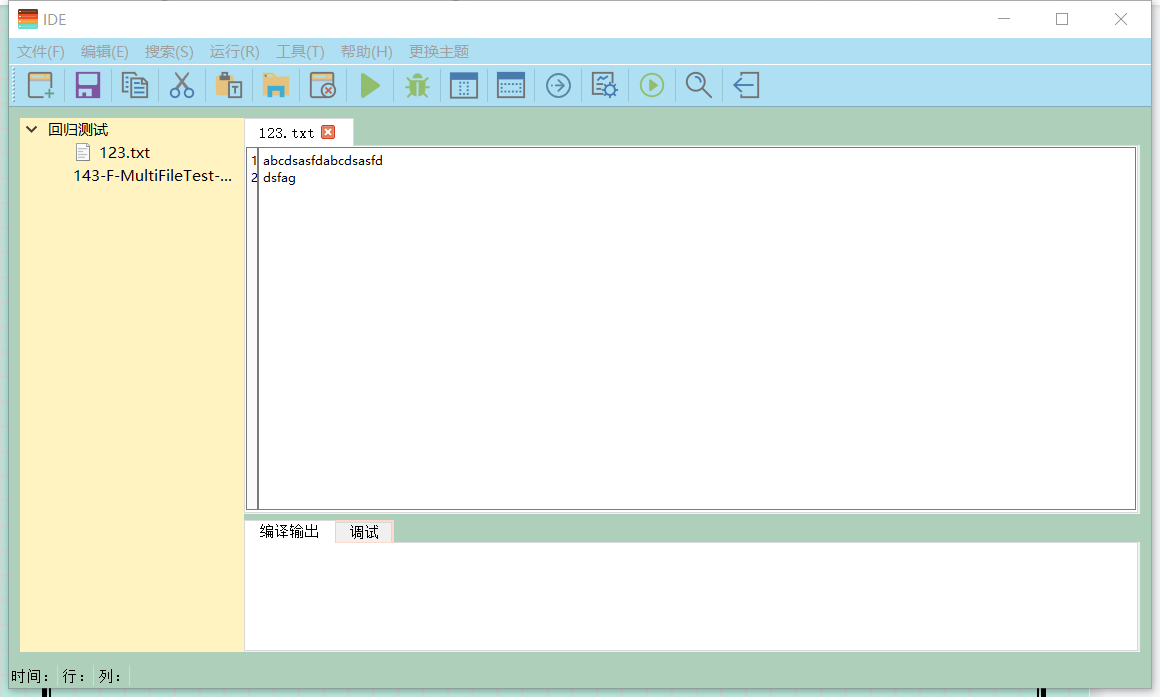 IDE
文件(F) 编辑(E) 搜索(S) 运行(R) 工具(T) 帮助(H) 更换主题
回归测试
123.txt
143-F-MultiFileTest-...
123.txt
1 abcdsasfdabcdsasfd
2 dsfag
编译输出 调试
时间： 行： 列：